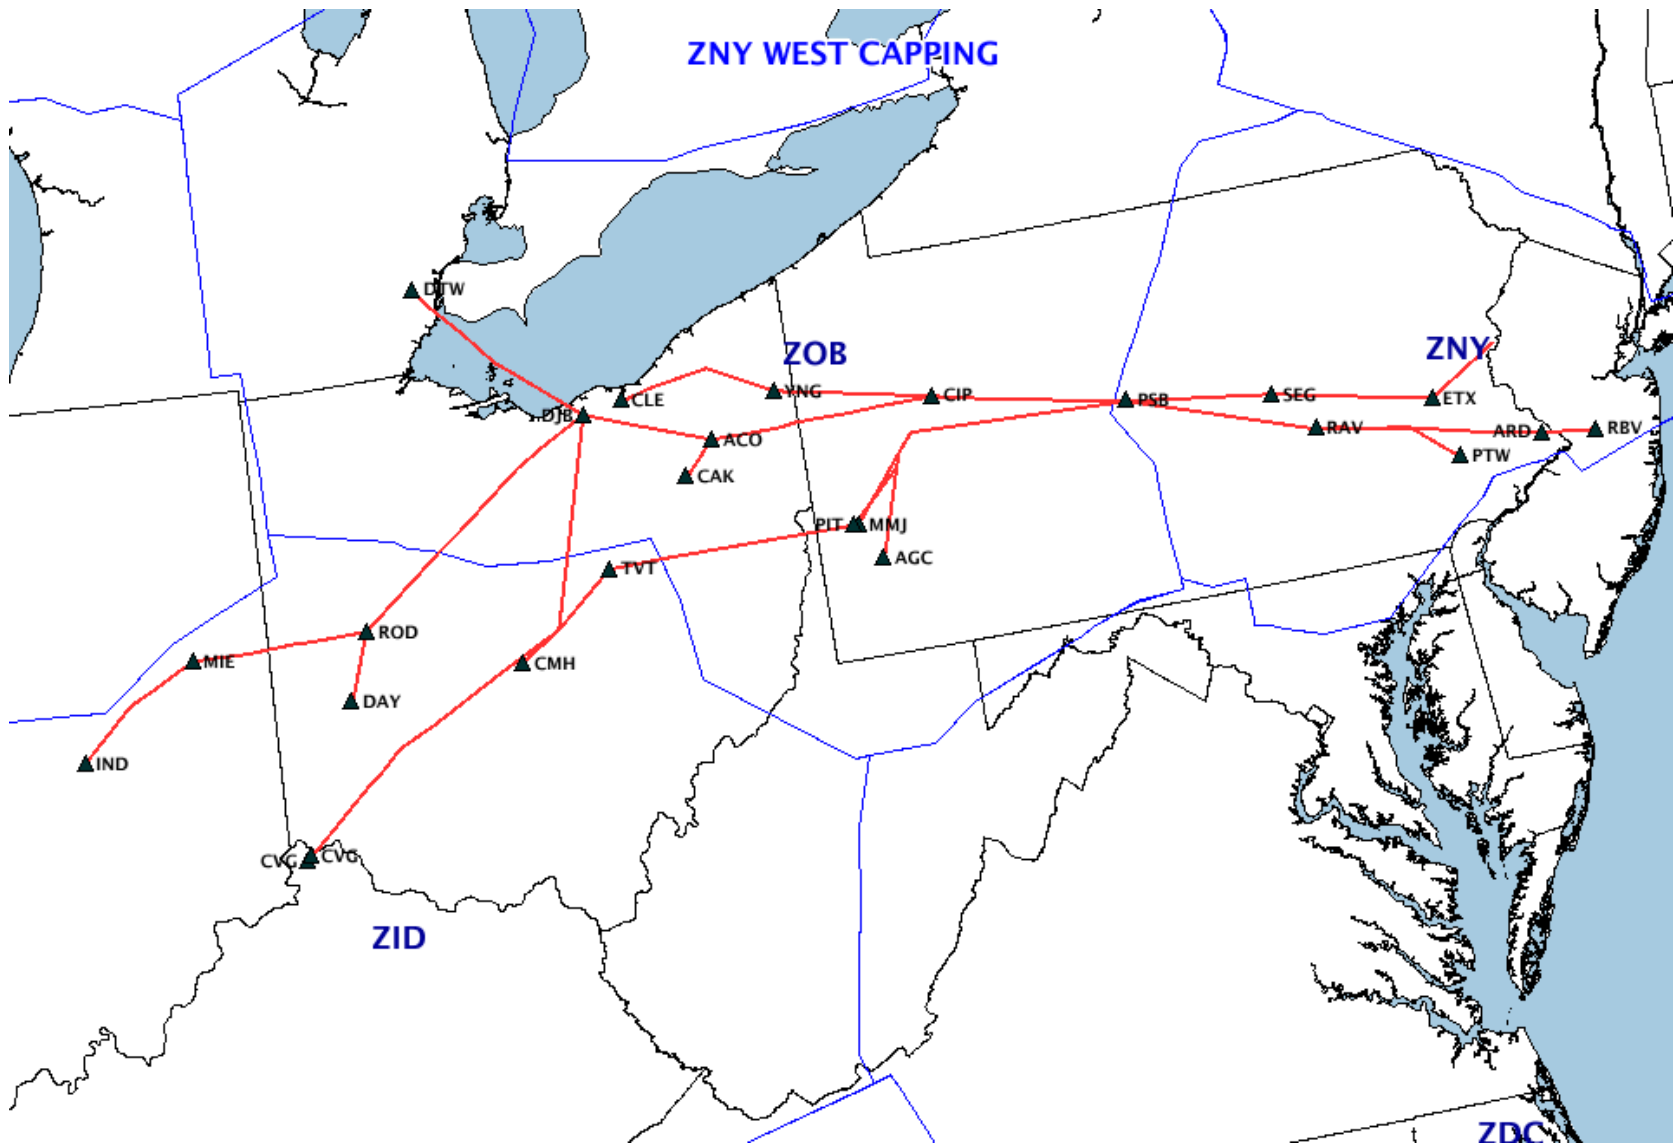 ZNY WEST CAPPING
DTW
ZOB
ZNY
YNG
CLE
CIP
PSB
SEG
ETX
DJB
ACO
RAV
ARD
RBV
PTW
CAK
PIT
MMJ
AGC
TVT
ROD
MIE
CMH
DAY
IND
CVG
CVG
ZID
ZDC